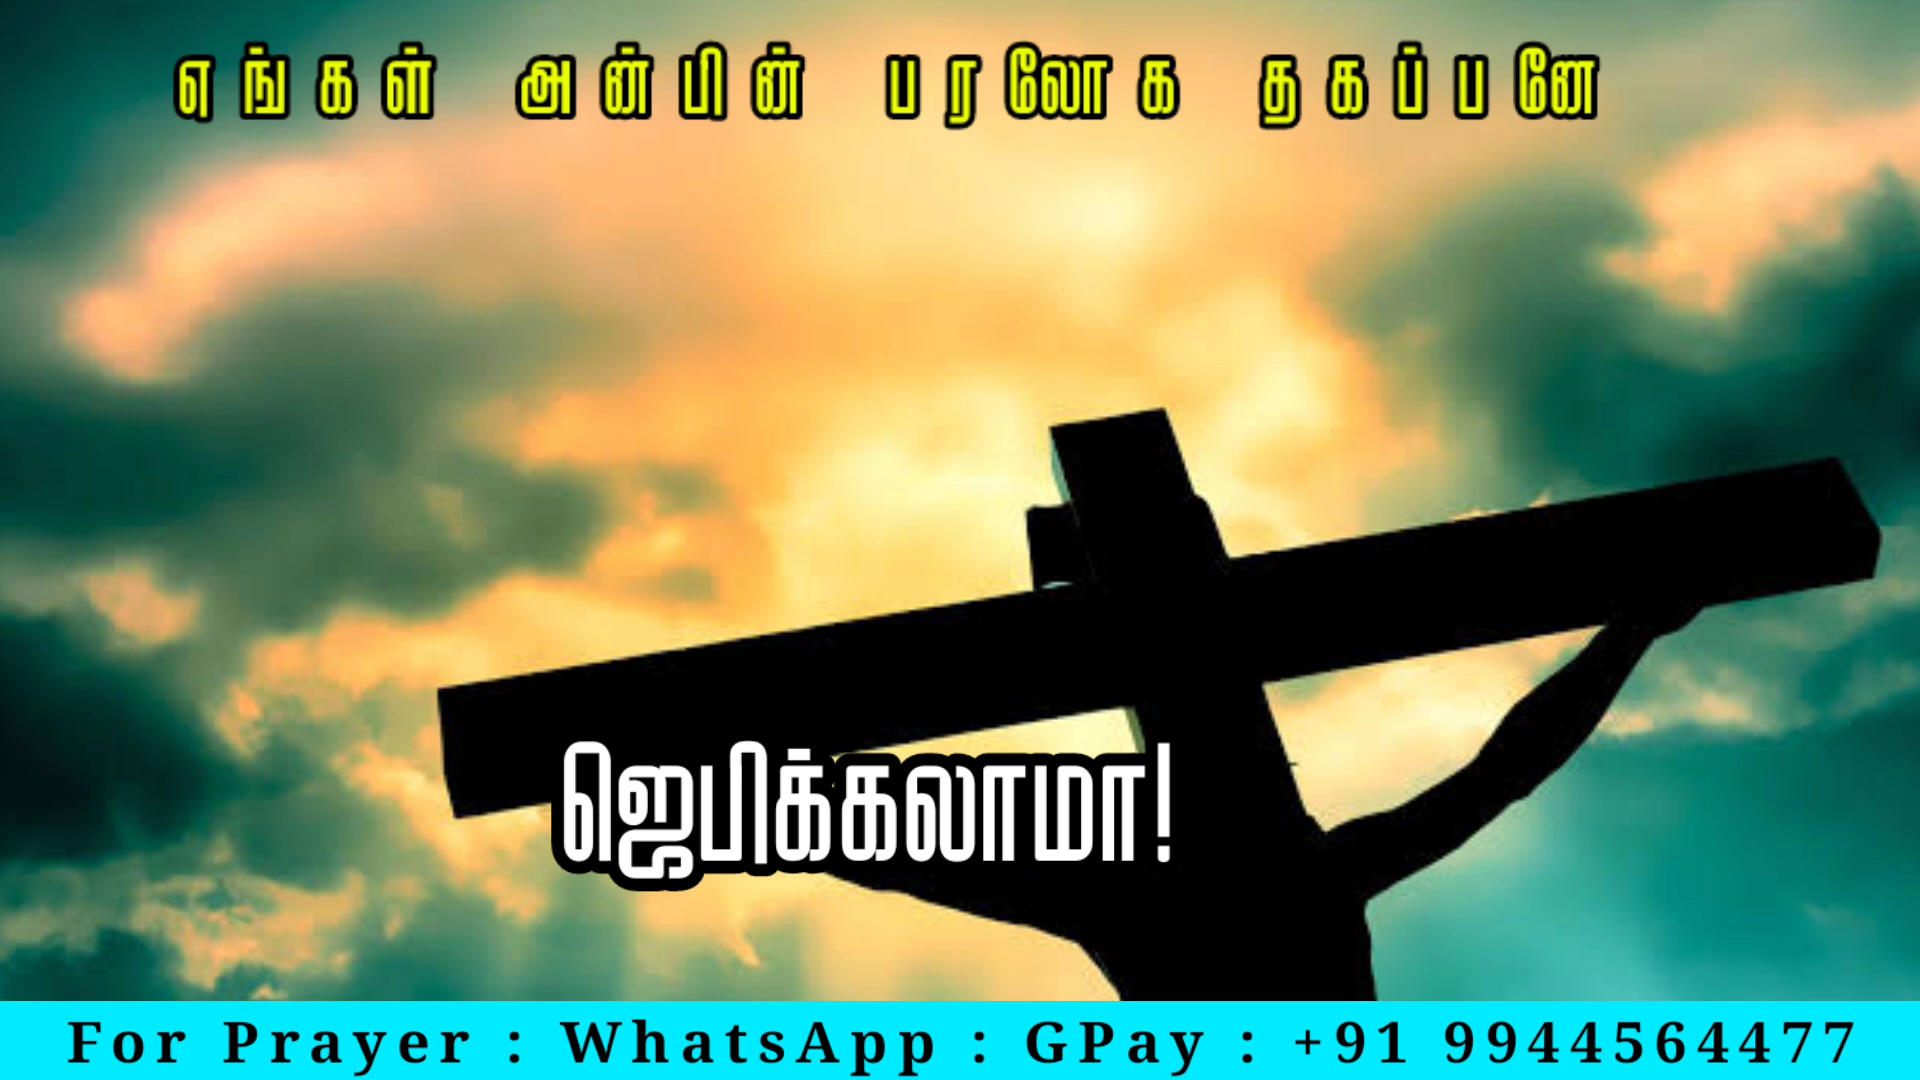 எங்கள் அன்பின் பரலோக தகப்பனே
ஜெபிக்கலாமா!
For Prayer : WhatsApp : GPay : +91 9944564477